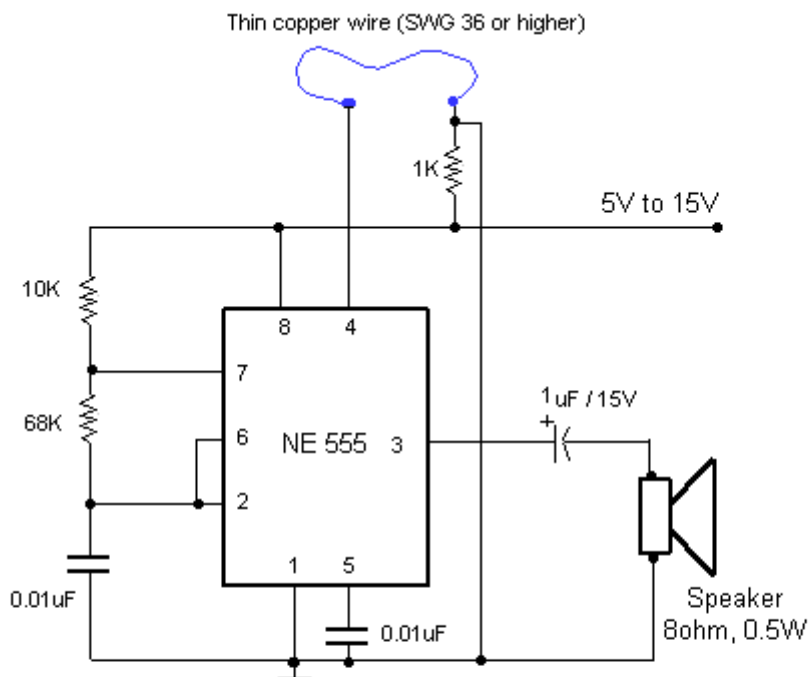 Thin copper wire (SWG 36 or higher)
1K
5V to 15V
10K
8
4
7
1uF / 15V
+
68K
6
NE 555
3
2
1
5
0.01uF
0.01uF
Speaker
8ohm, 0.5W